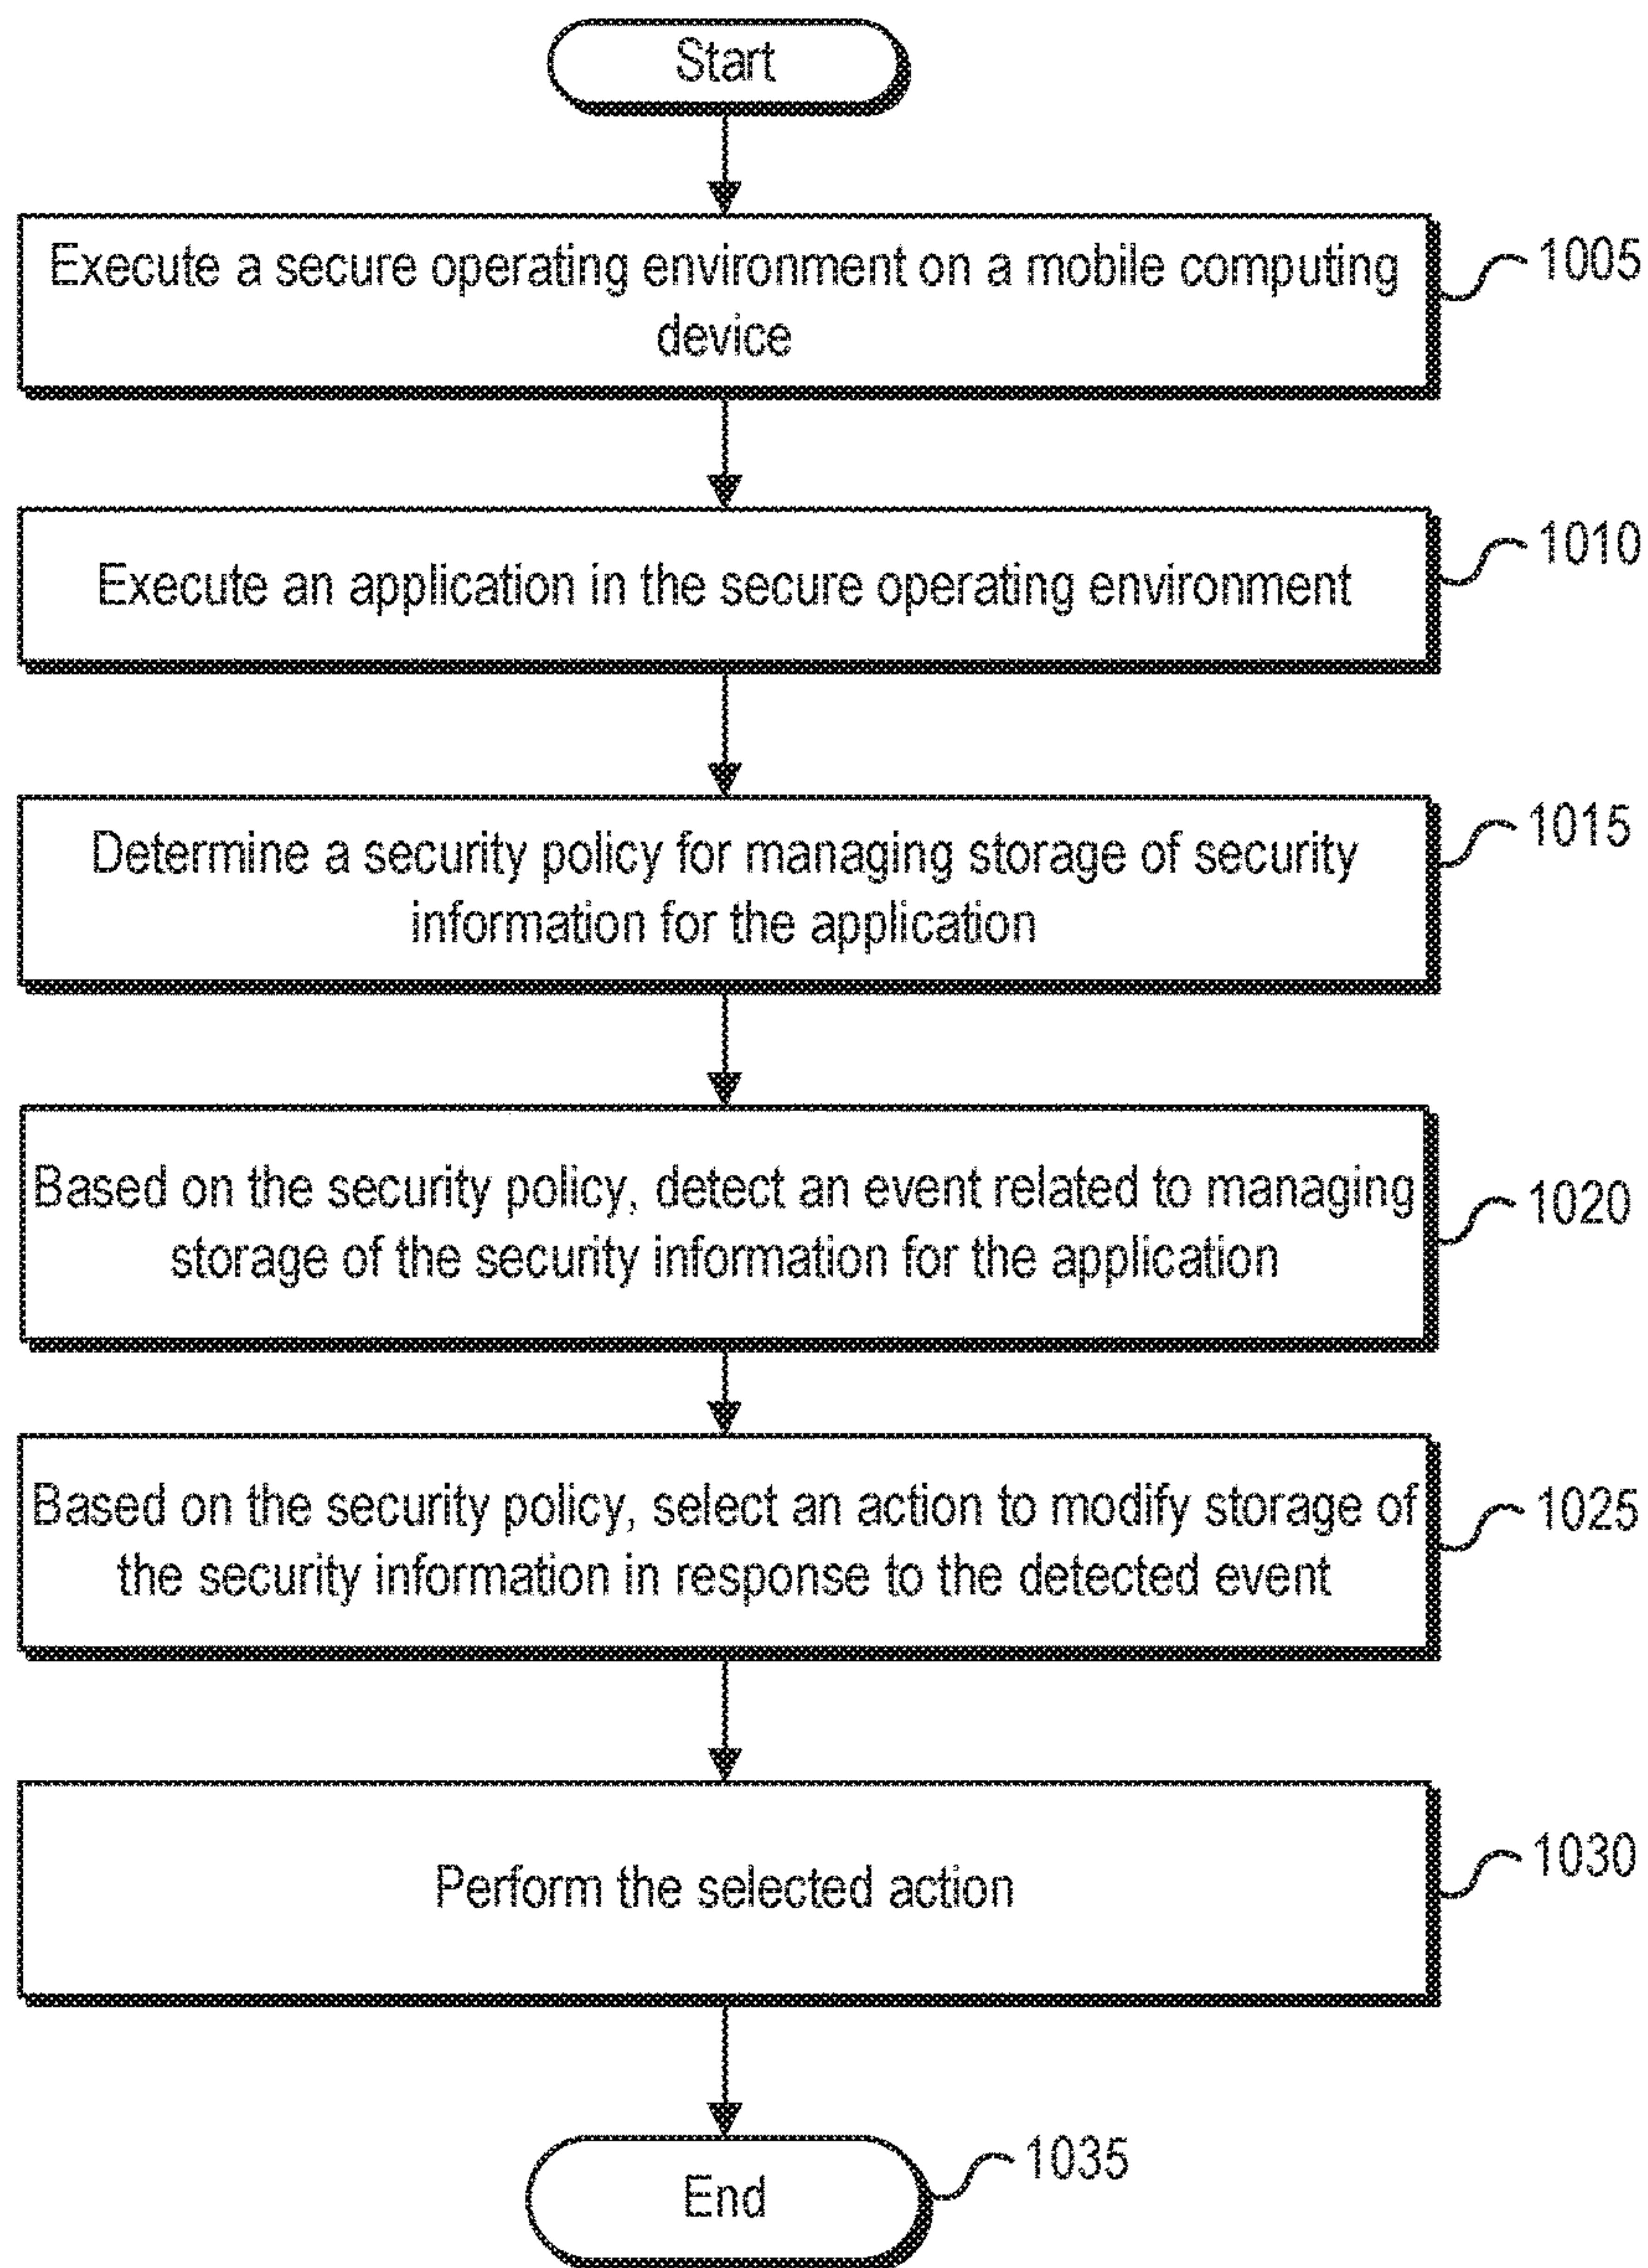 Start
Execute a secure operating environment on a mobile computing
device
1005
Execute an application in the secure operating environment
1010
Determine a security policy for managing storage of security
information for the application
1015
Based on the security policy, detect an event related to managing
storage of the security information for the application
1020
Based on the security policy, select an action to modify storage of
the security information in response to the detected event
1025
Perform the selected action
1030
End
1035